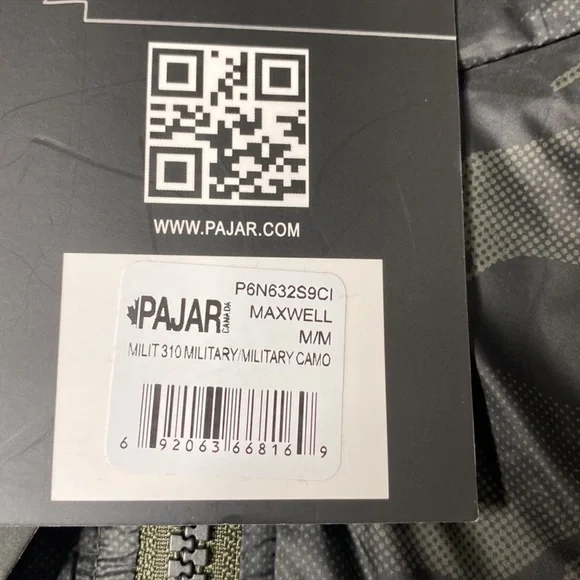 WWW.PAJAR.COM
P6N632S9CI
PAJAR CANADA
MAXWELL
M/M
MILIT 310 MILITARY/MILITARY CAMO
6 92063 66816 9